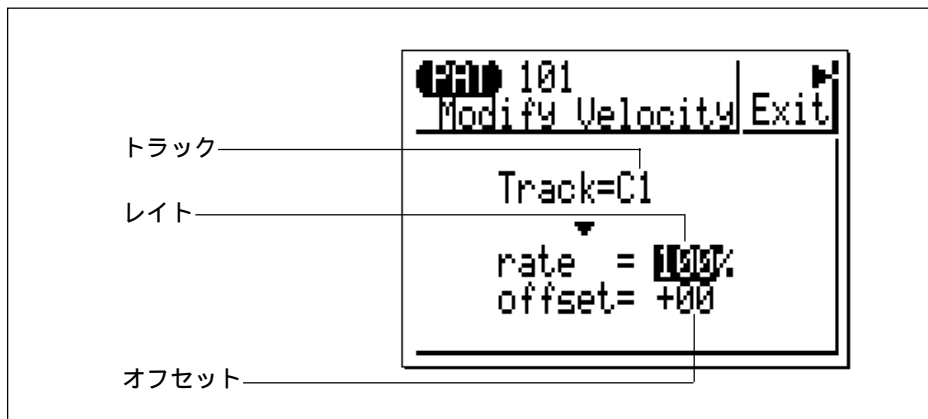 PAT 101
Modify Velocity Exit
トラック
Track=C1
レイト
rate = 100%
offset= +00
オフセット